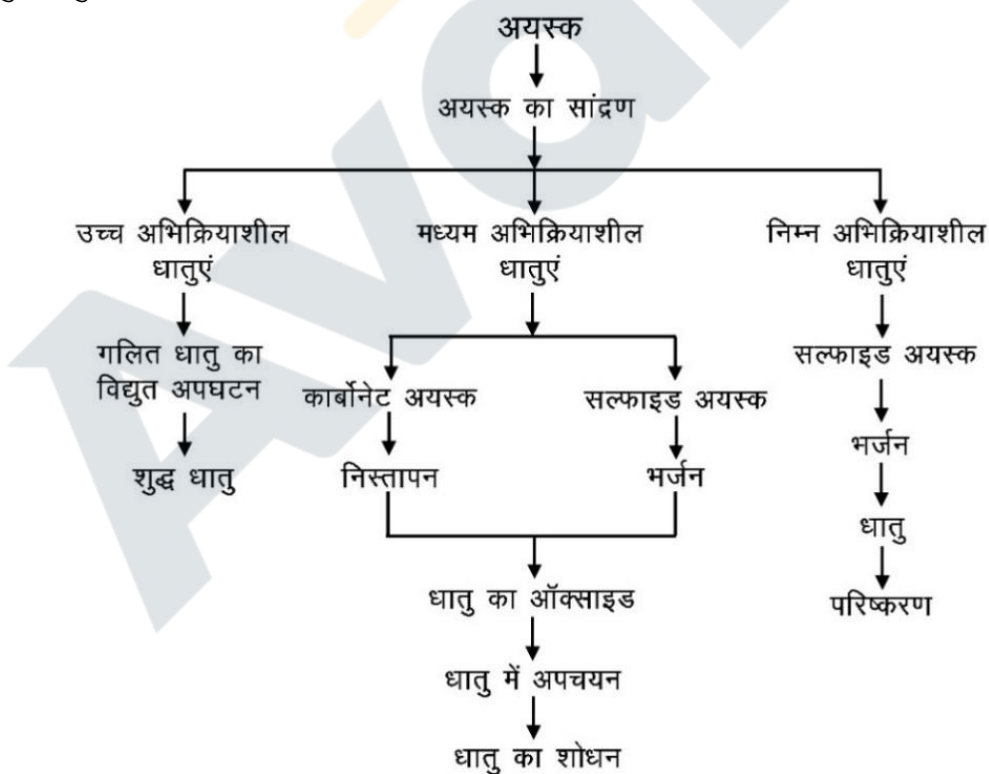 अयस्क
अयस्क का सांद्रण
उच्च अभिक्रियाशील
धातुएं
मध्यम अभिक्रियाशील
धातुएं
निम्न अभिक्रियाशील
धातुएं
गलित धातु का
विद्युत अपघटन
शुद्ध धातु
कार्बोनेट अयस्क
निस्तापन
सल्फाइड अयस्क
भर्जन
धातु का ऑक्साइड
धातु में अपचयन
धातु का शोधन
सल्फाइड अयस्क
भर्जन
धातु
परिष्करण